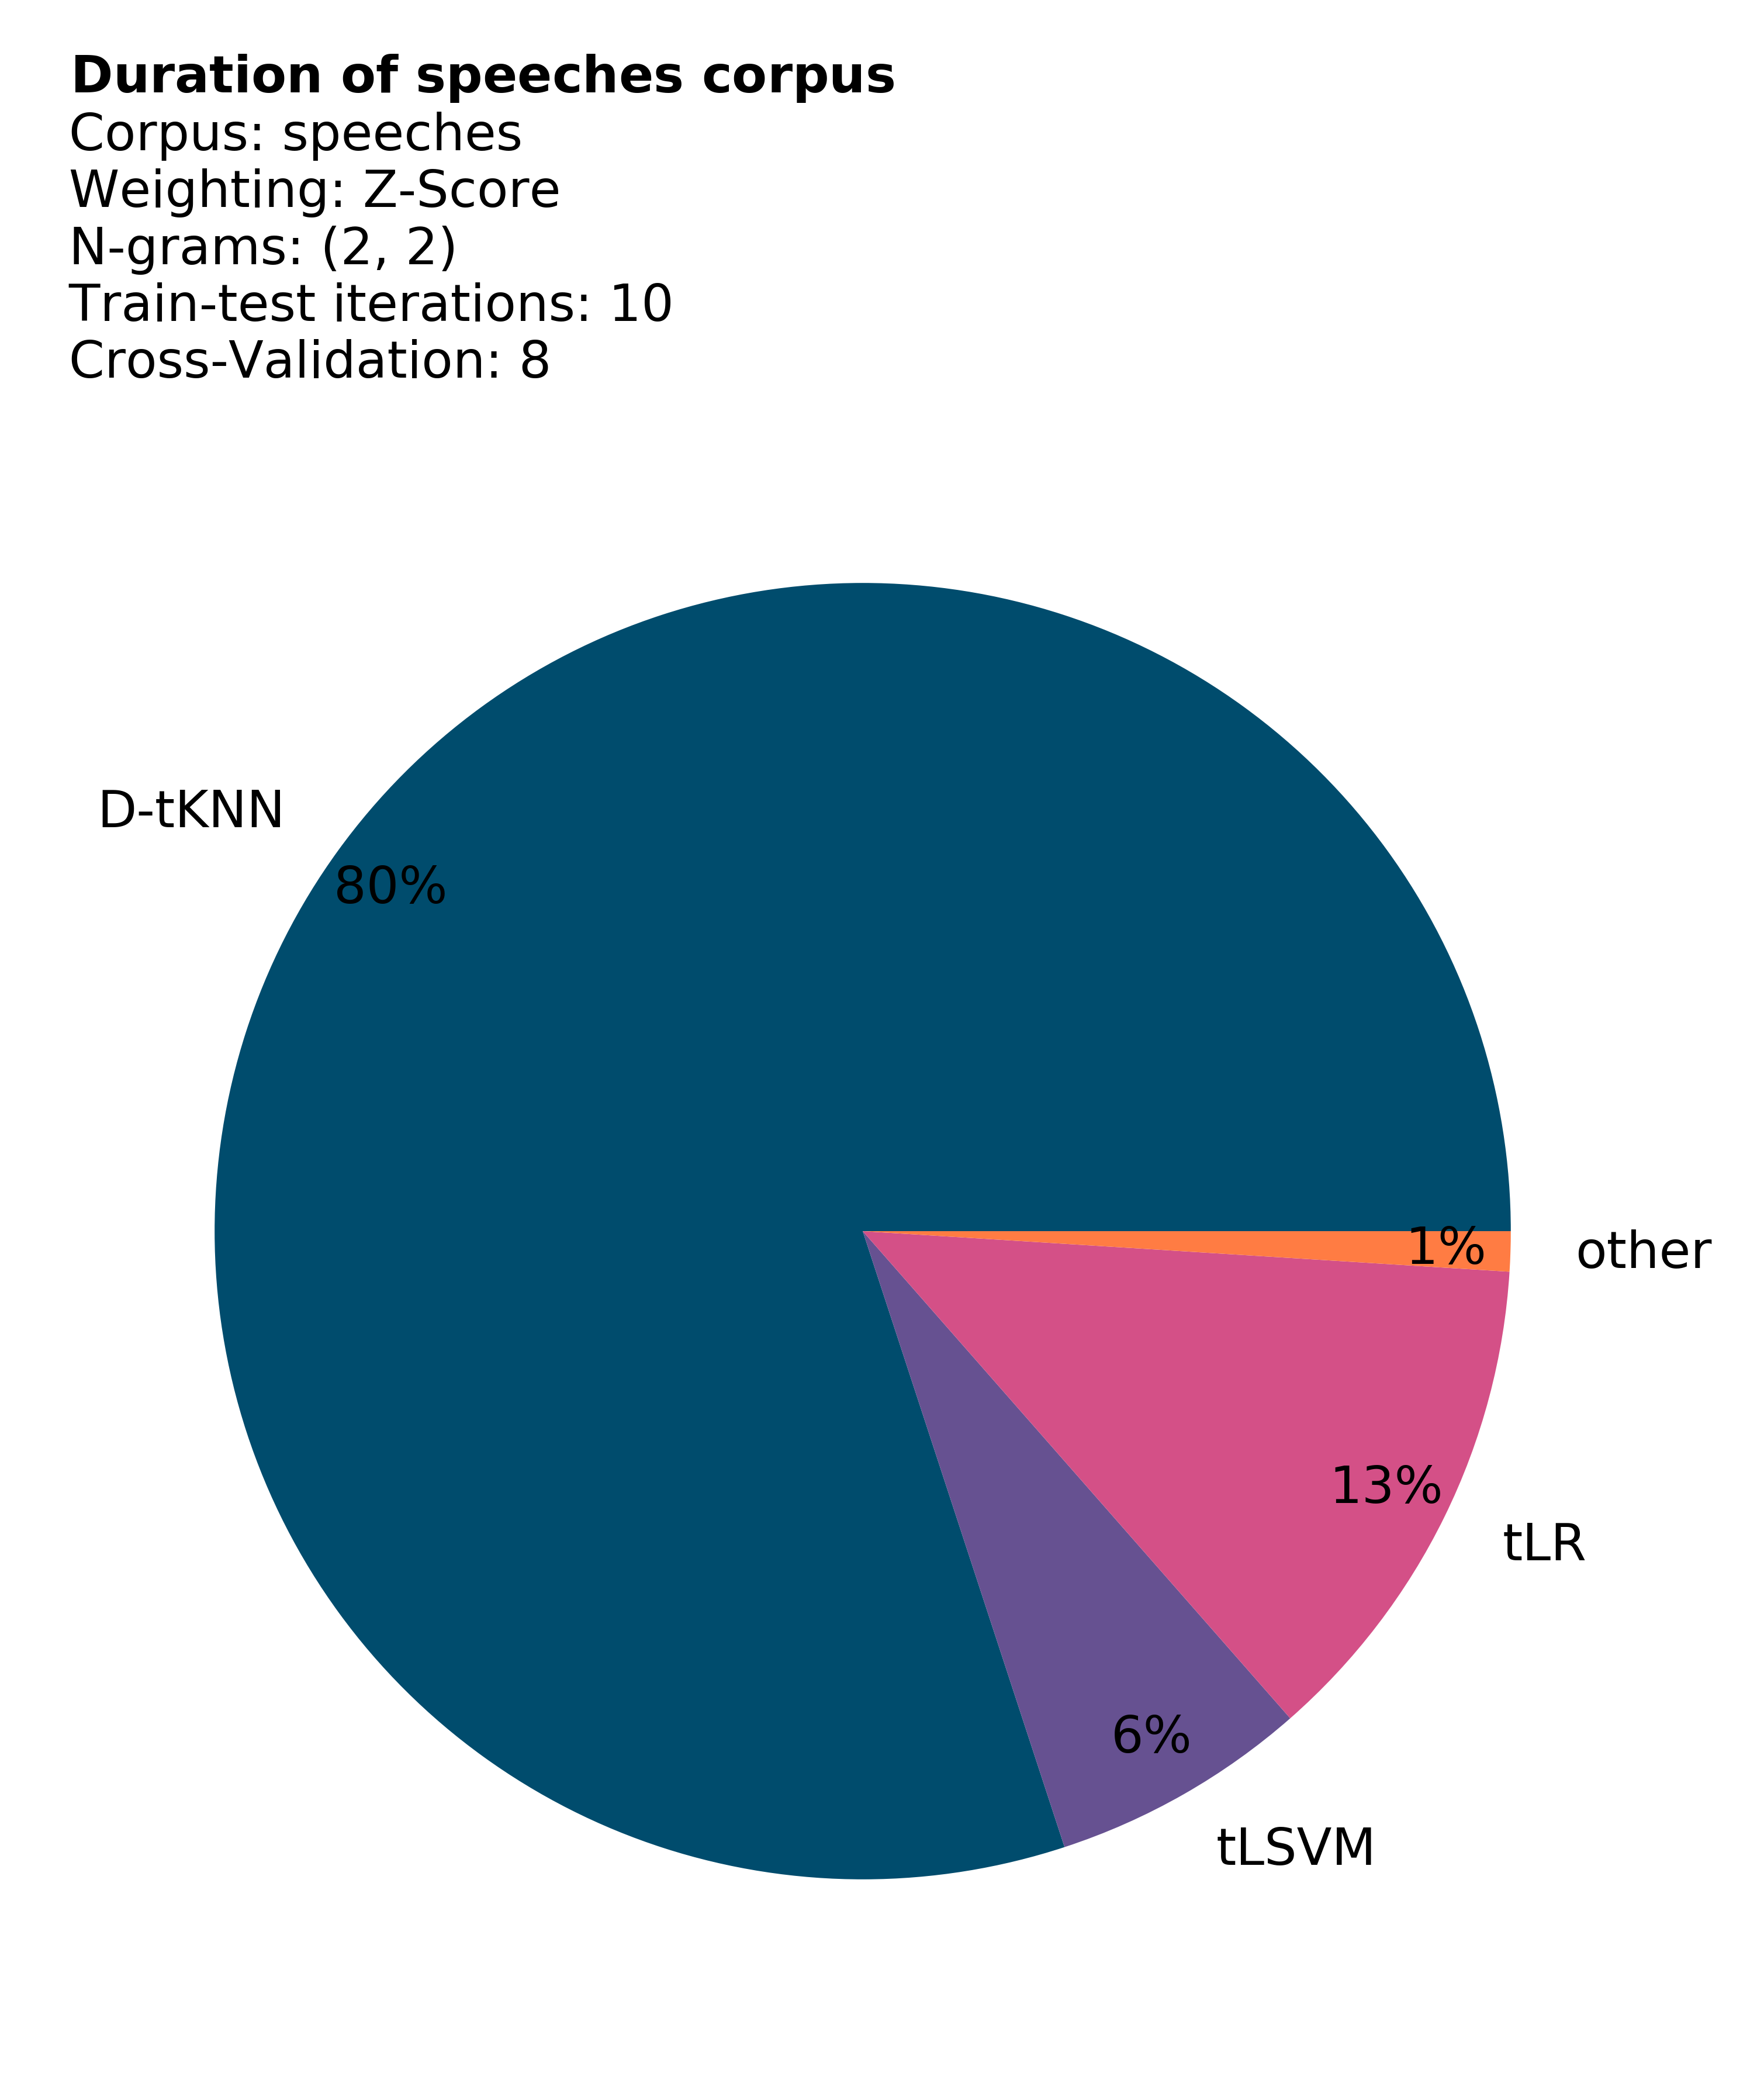 Duration of speeches corpus
Corpus: speeches
Weighting: Z-Score
N-grams: (2, 2)
Train-test iterations: 10
Cross-Validation: 8
D-tKNN
80%
1%
other
13%
tLR
6%
tLSVM